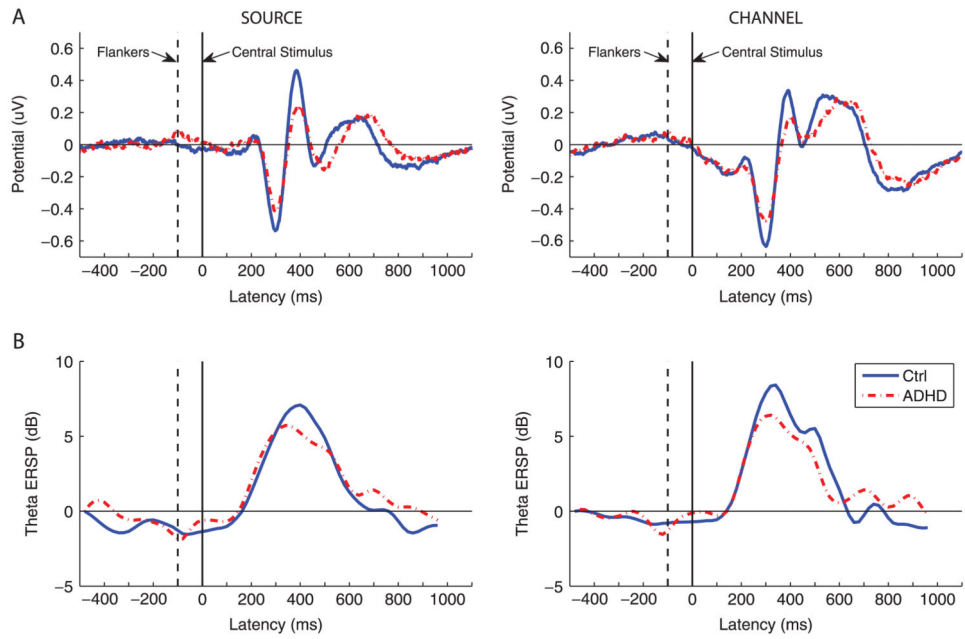 A
SOURCE
CHANNEL
Flankers
Central Stimulus
Flankers
Central Stimulus
Potential (uV)
0.6
0.4
0.2
0
−0.2
−0.4
−0.6
−400 −200 0 200 400 600 800 1000
Latency (ms)
Potential (uV)
0.6
0.4
0.2
0
−0.2
−0.4
−0.6
−400 −200 0 200 400 600 800 1000
Latency (ms)
B
Theta ERSP (dB)
10
5
0
−5
−400 −200 0 200 400 600 800 1000
Latency (ms)
Theta ERSP (dB)
10
5
0
−5
−400 −200 0 200 400 600 800 1000
Latency (ms)
Ctrl
ADHD